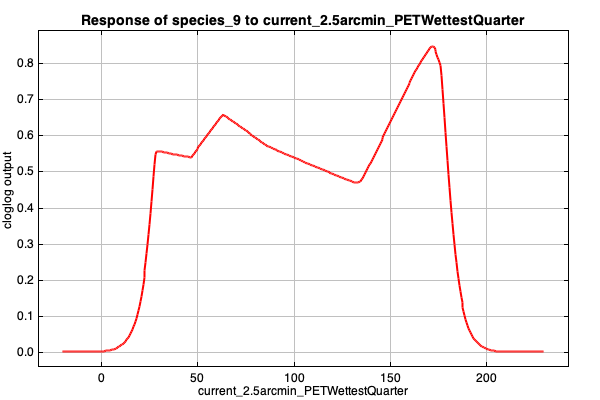 Response of species_9 to current_2.5arcmin_PETWettestQuarter
0.8
0.7
0.6
0.5
0.4
0.3
0.2
0.1
0.0
cloglog output
0 50 100 150 200
current_2.5arcmin_PETWettestQuarter